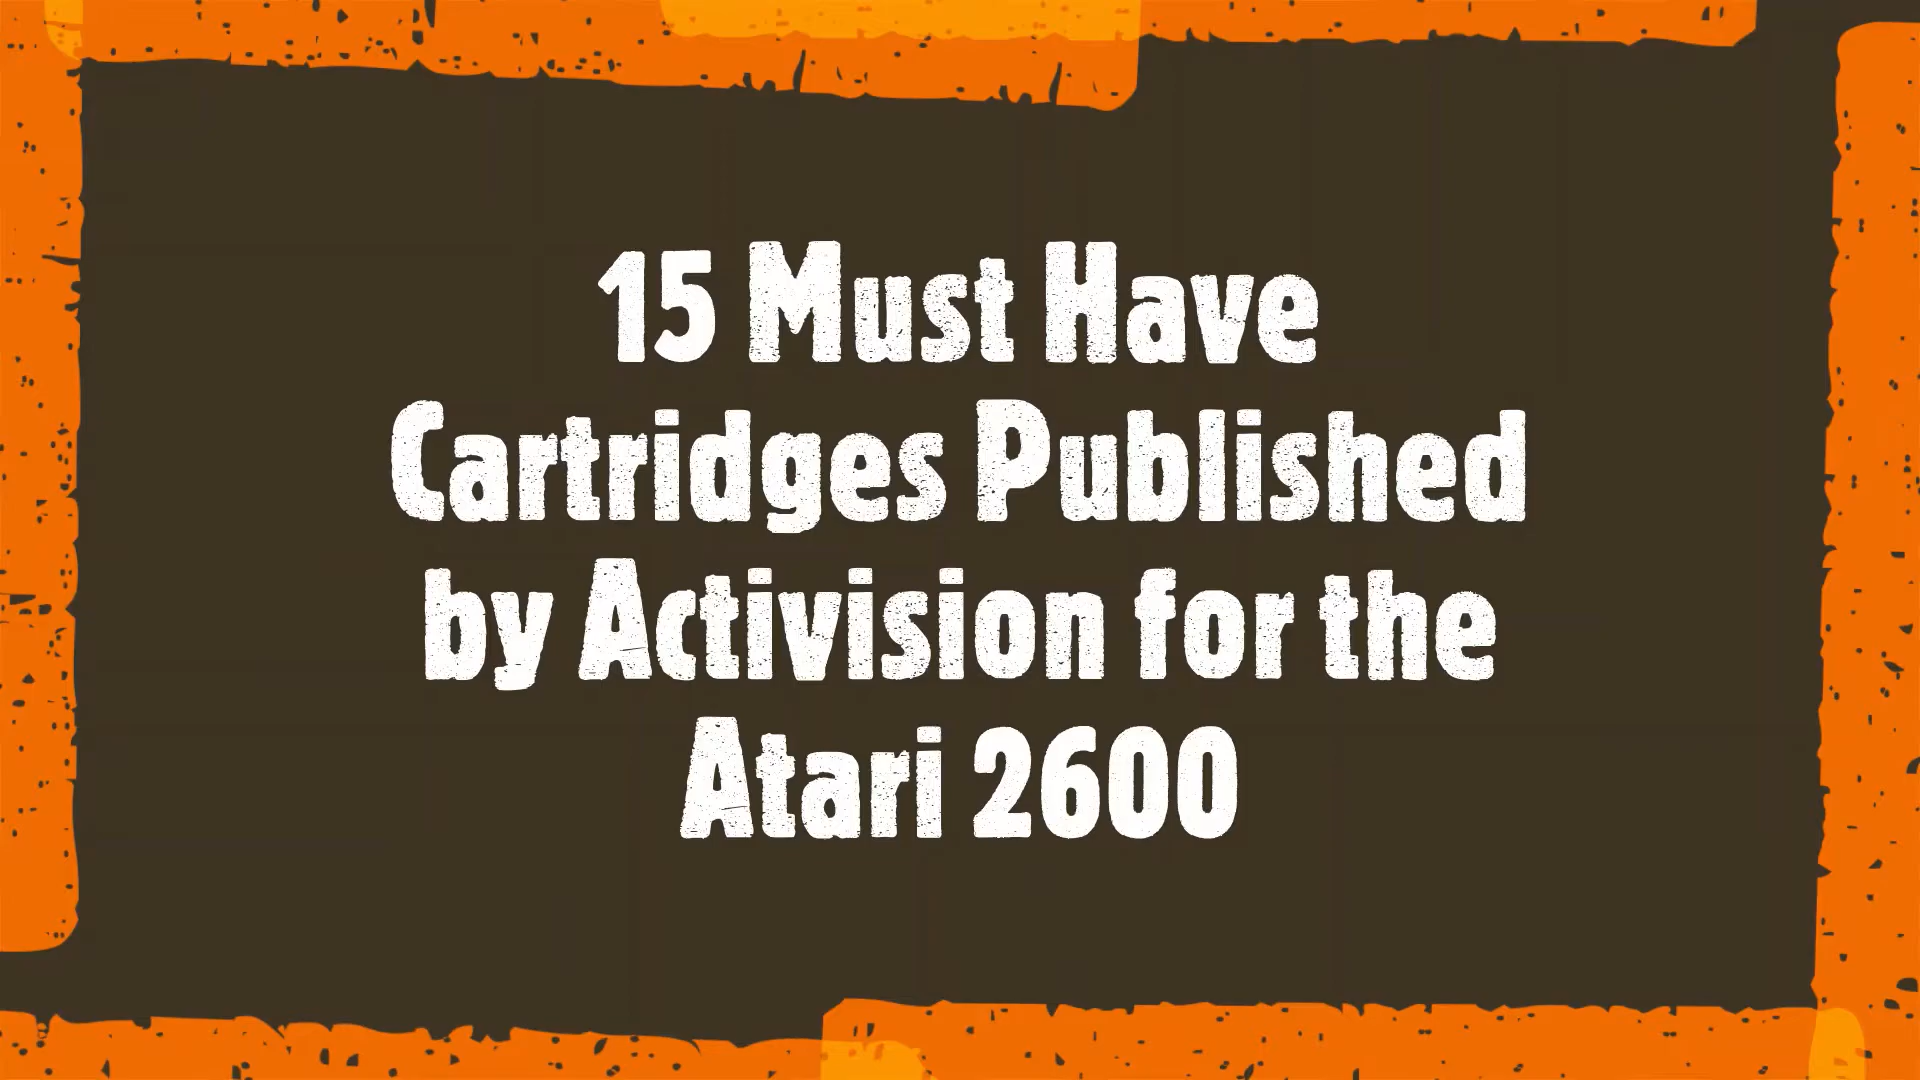 15 Must Have
Cartridges Published
by Activision for the
Atari 2600